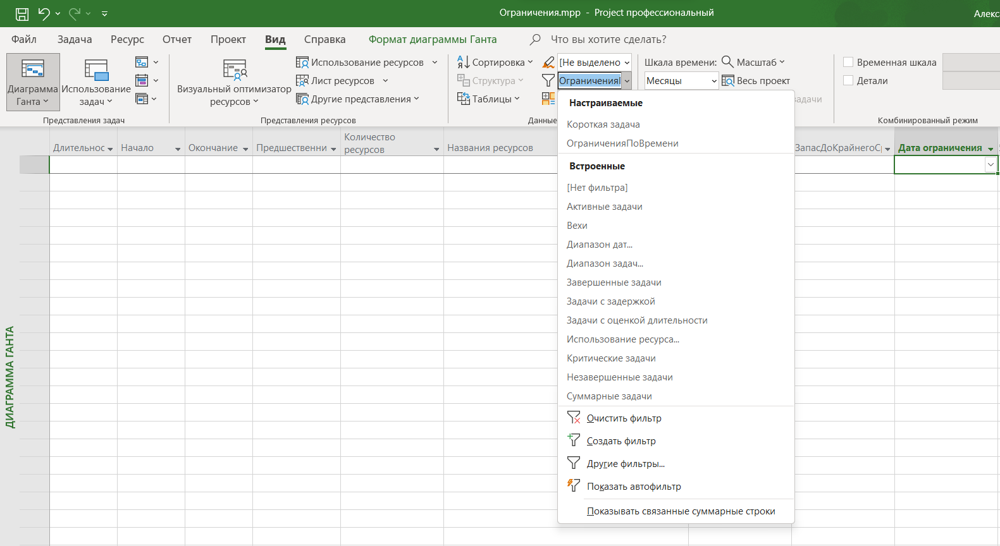 Ограничения.mpp - Project профессиональный
Алекс
Файл Задача Ресурс Отчет Проект Вид Справка Формат диаграммы Ганта Что вы хотите сделать?
Диаграмма Ганта
Использование задач
Представления задач
Визуальный оптимизатор ресурсов
Использование ресурсов
Лист ресурсов
Другие представления
Представления ресурсов
Сортировка
Структура
Таблицы
[Не выделено
Ограничения
Данные
Шкала времени:
Месяцы
Масштаб
Весь проект
задачи
Временная шкала
Детали
Комбинированный режим
Длительнос Начало Окончание Предшественни Количество ресурсов Названия ресурсов ЗапасДоКрайнегоС Дата ограничения
Настраиваемые
Короткая задача
ОграниченияПоВремени
Встроенные
[Нет фильтра]
Активные задачи
Вехи
Диапазон дат...
Диапазон задач...
Завершенные задачи
Задачи с задержкой
Задачи с оценкой длительности
Использование ресурса...
Критические задачи
Незавершенные задачи
Суммарные задачи
Очистить фильтр
Создать фильтр
Другие фильтры...
Показать автофильтр
Показывать связанные суммарные строки
ДИАГРАММА ГАНТА